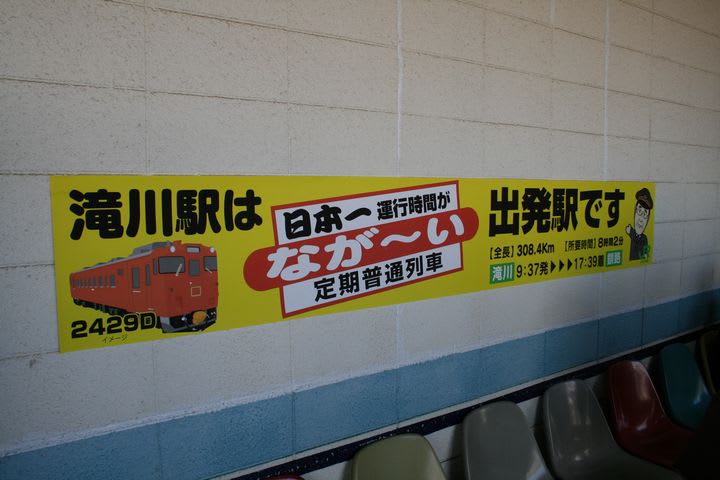 滝川駅は
2429D
イメージ
日本一運行時間が
なが〜い
定期普通列車
出発駅です
[全長] 308.4Km [所要時間] 8時間2分
滝川 9:37発▶▶▶17:39着 釧路